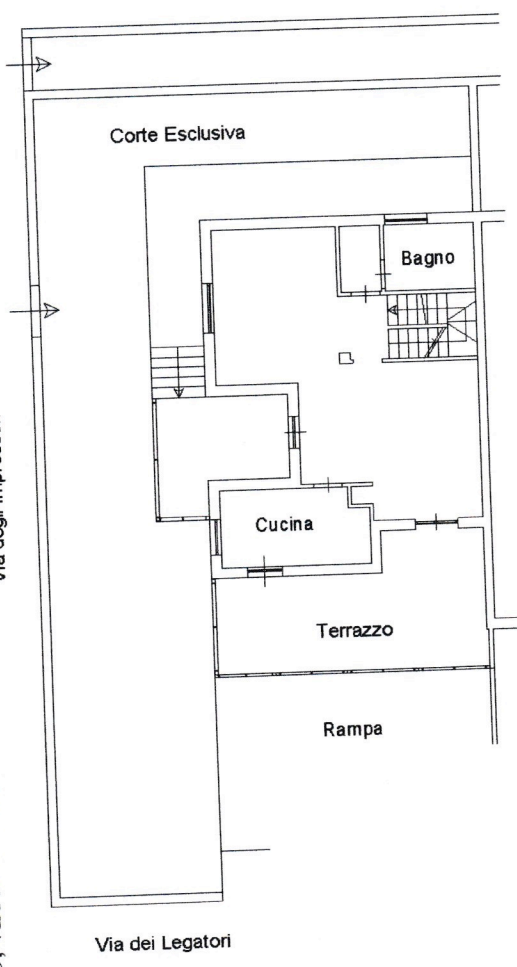 Corte Esclusiva
Bagno
Cucina
Terrazzo
Rampa
Via dei Legatori